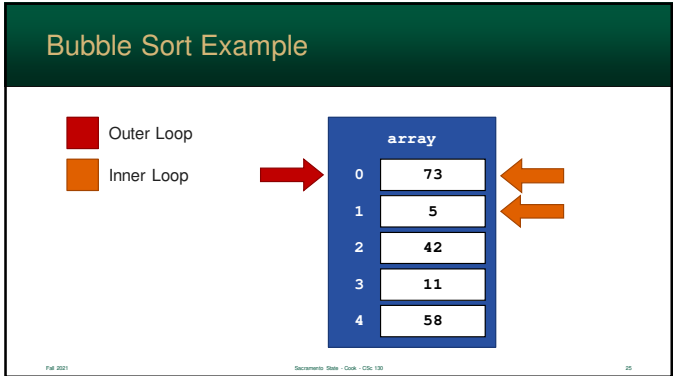 Bubble Sort Example
Outer Loop
Inner Loop
array
0 73
1 5
2 42
3 11
4 58
Fall 2021 Sacramento State - Cook - CSc 130 25